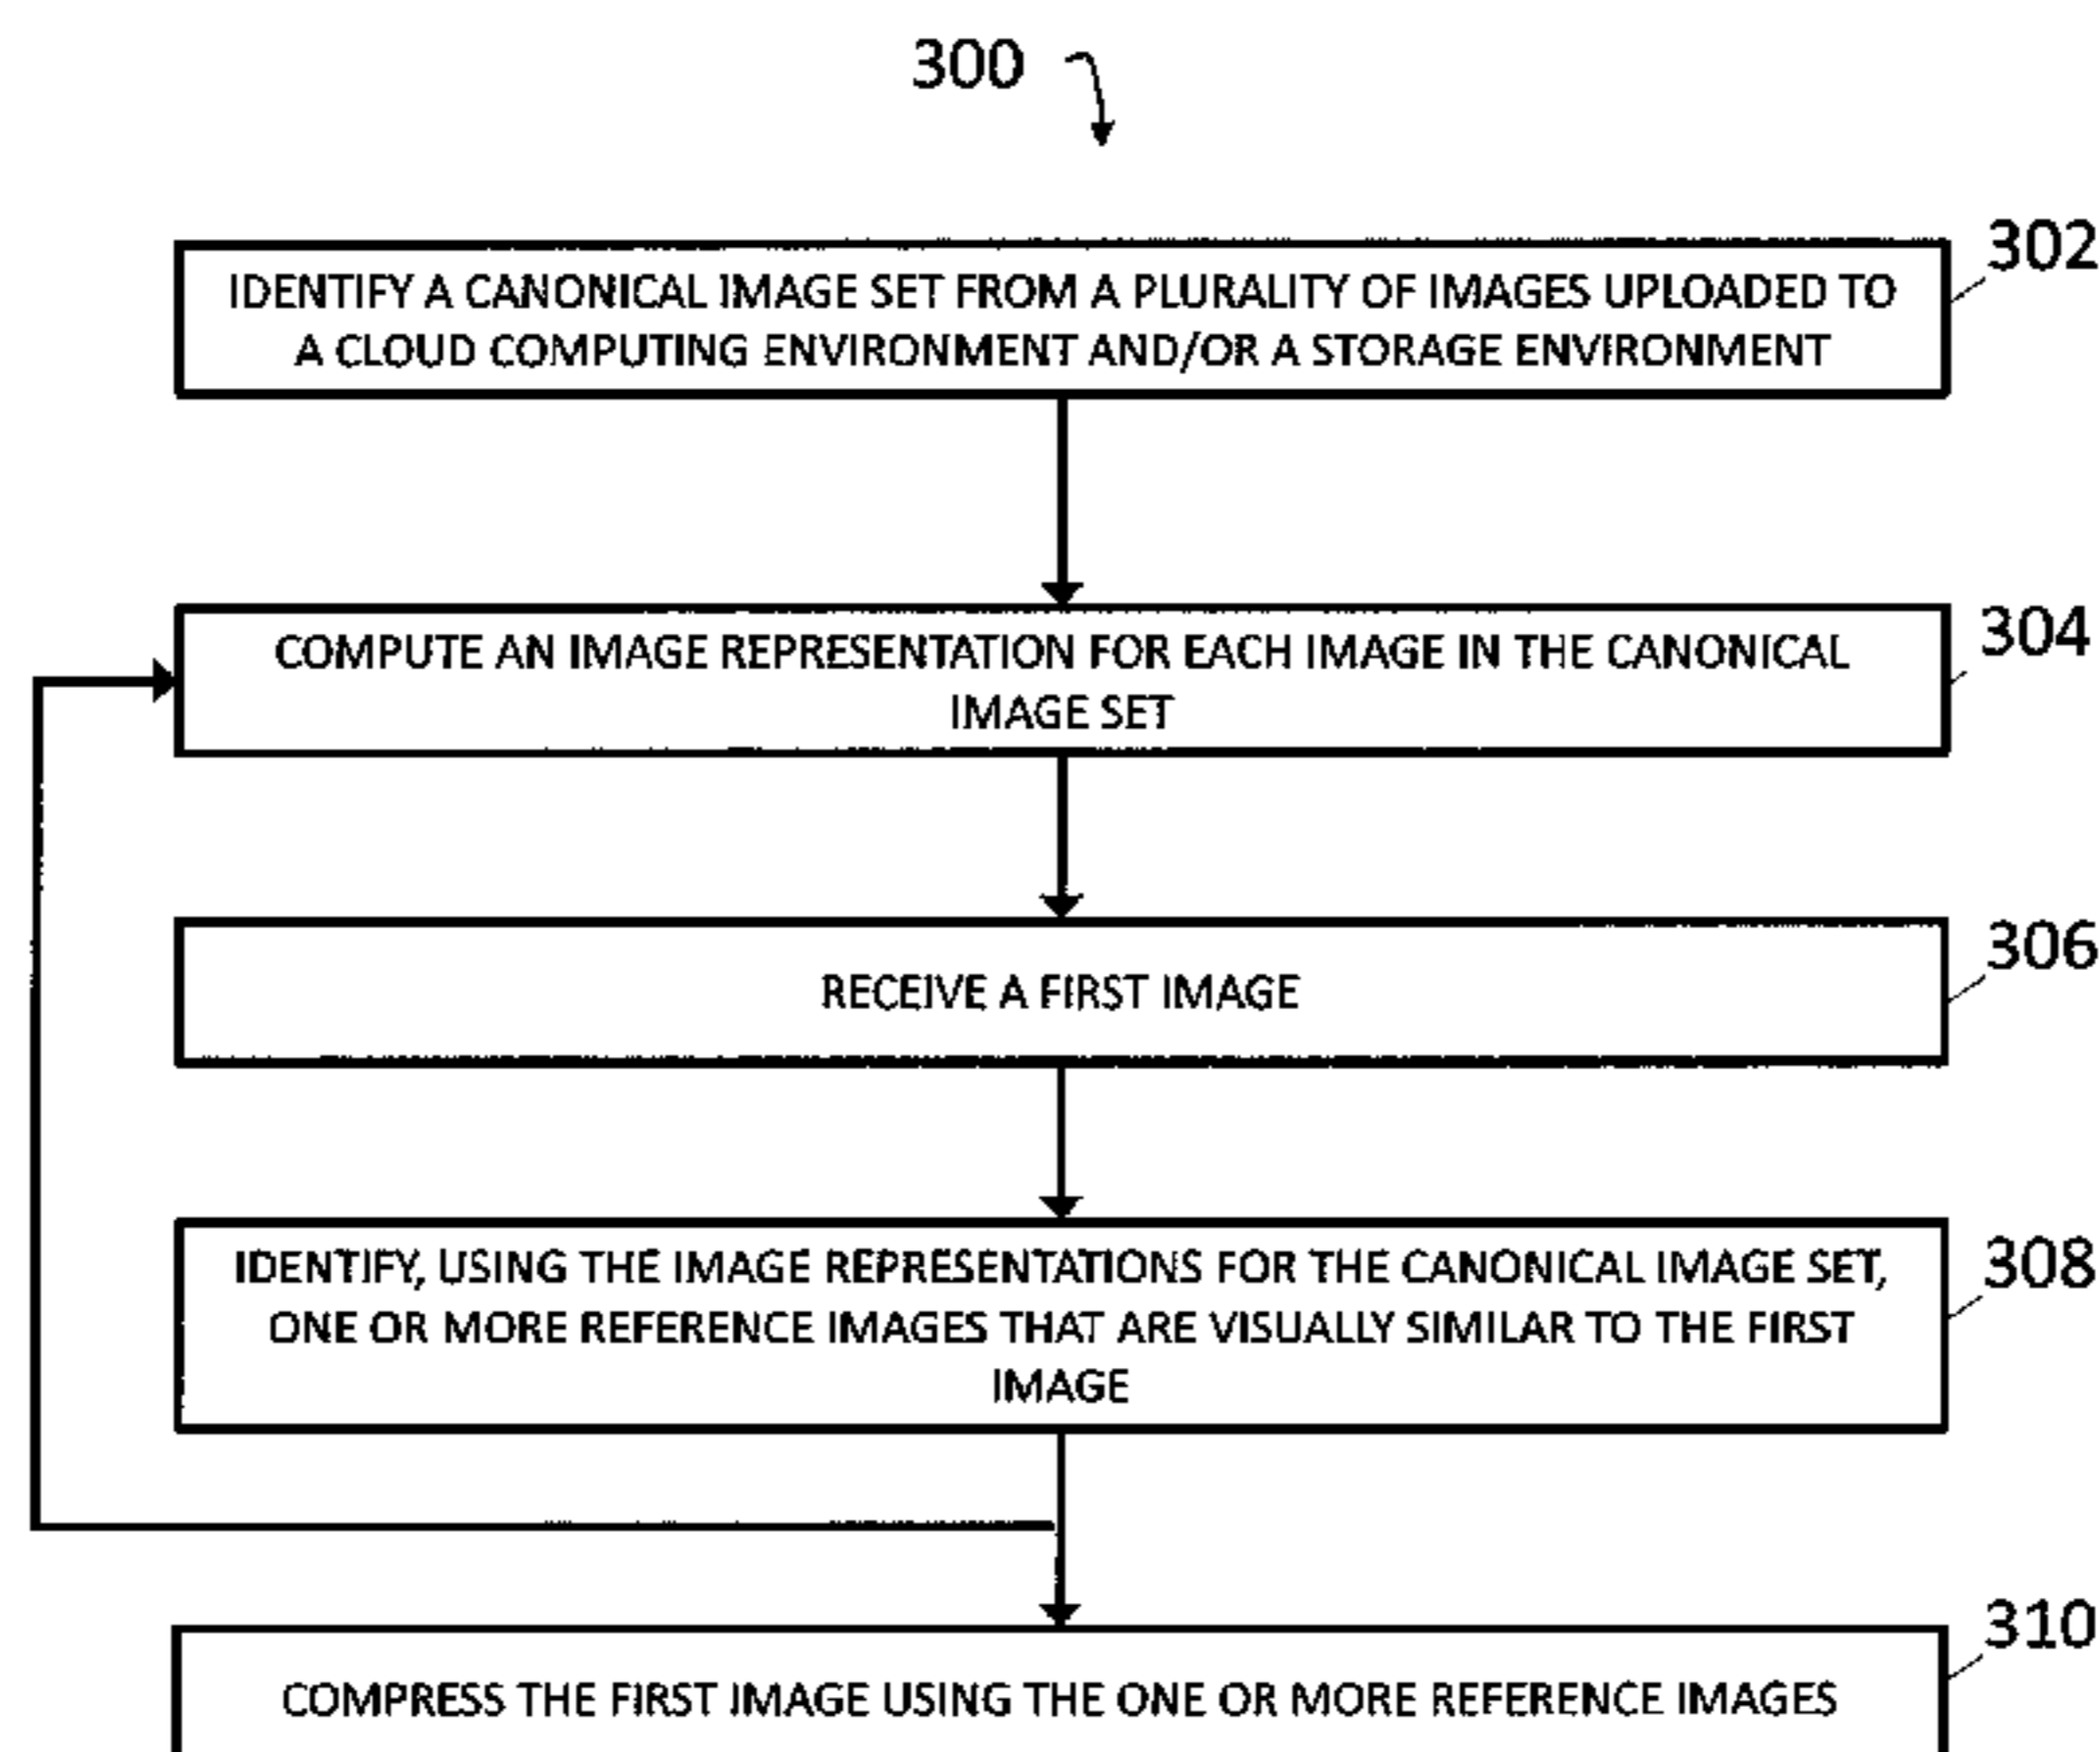 300
302
IDENTIFY A CANONICAL IMAGE SET FROM A PLURALITY OF IMAGES UPLOADED TO
A CLOUD COMPUTING ENVIRONMENT AND/OR A STORAGE ENVIRONMENT
304
COMPUTE AN IMAGE REPRESENTATION FOR EACH IMAGE IN THE CANONICAL
IMAGE SET
306
RECEIVE A FIRST IMAGE
308
IDENTIFY, USING THE IMAGE REPRESENTATIONS FOR THE CANONICAL IMAGE SET,
ONE OR MORE REFERENCE IMAGES THAT ARE VISUALLY SIMILAR TO THE FIRST
IMAGE
310
COMPRESS THE FIRST IMAGE USING THE ONE OR MORE REFERENCE IMAGES